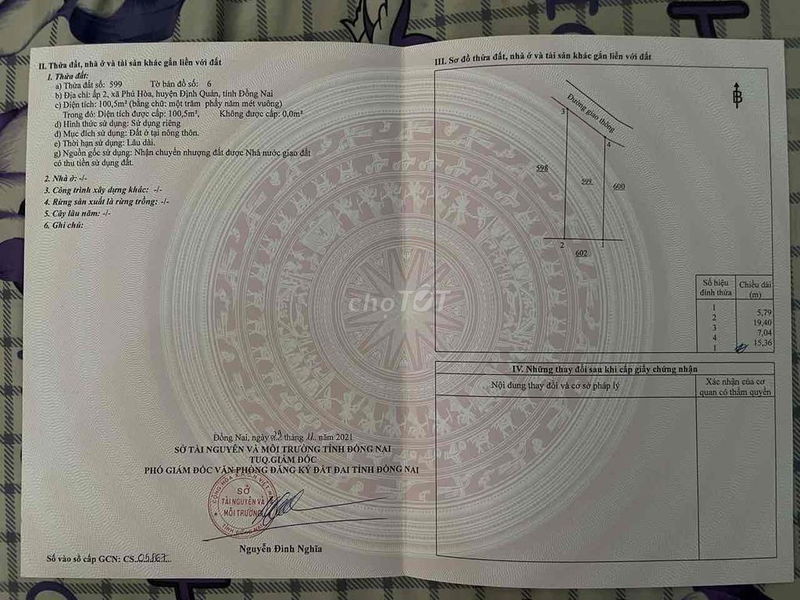 II. Thửa đất, nhà ở và tài sản khác gắn liền với đất
1. Thửa đất:
a) Thửa đất số: 599 Tờ bản đồ số: 6
b) Địa chỉ: ấp 2, xã Phú Hòa, huyện Định Quán, tỉnh Đồng Nai
c) Diện tích: 100,5m² (bằng chữ: một trăm phẩy năm mét vuông)
Trong đó: Diện tích được cấp: 100,5m², Không được cấp: 0,0m²
d) Hình thức sử dụng: Sử dụng riêng
đ) Mục đích sử dụng: Đất ở tại nông thôn.
e) Thời hạn sử dụng: Lâu dài.
g) Nguồn gốc sử dụng: Nhận chuyển nhượng đất được Nhà nước giao đất
có thu tiền sử dụng đất.
2. Nhà ở: -/-
3. Công trình xây dựng khác: -/-
4. Rừng sản xuất là rừng trồng: -/-
5. Cây lâu năm: -/-
6. Ghi chú:
Đồng Nai, ngày 29 tháng 11 năm 2021
SỞ TÀI NGUYÊN VÀ MÔI TRƯỜNG TỈNH ĐỒNG NAI
TUQ.GIÁM ĐỐC
PHÓ GIÁM ĐỐC VĂN PHÒNG ĐĂNG KÝ ĐẤT ĐAI TỈNH ĐỒNG NAI
SỞ
TÀI NGUYÊN VÀ
MÔI TRƯỜNG
TỈNH ĐỒNG NAI
Nguyễn Đình Nghĩa
Số vào sổ cấp GCN: CS 05867
III. Sơ đồ thửa đất, nhà ở và tài sản khác gắn liền với đất
B
Đường giao thông
3
4
598
599
600
2
1
602
Số hiệu đỉnh thửa Chiều dài (m)
1
5,79
2
19,40
3
7,04
4
15,36
1
IV. Những thay đổi sau khi cấp giấy chứng nhận
Nội dung thay đổi và cơ sở pháp lý
Xác nhận của cơ
quan có thẩm quyền
choTỐT